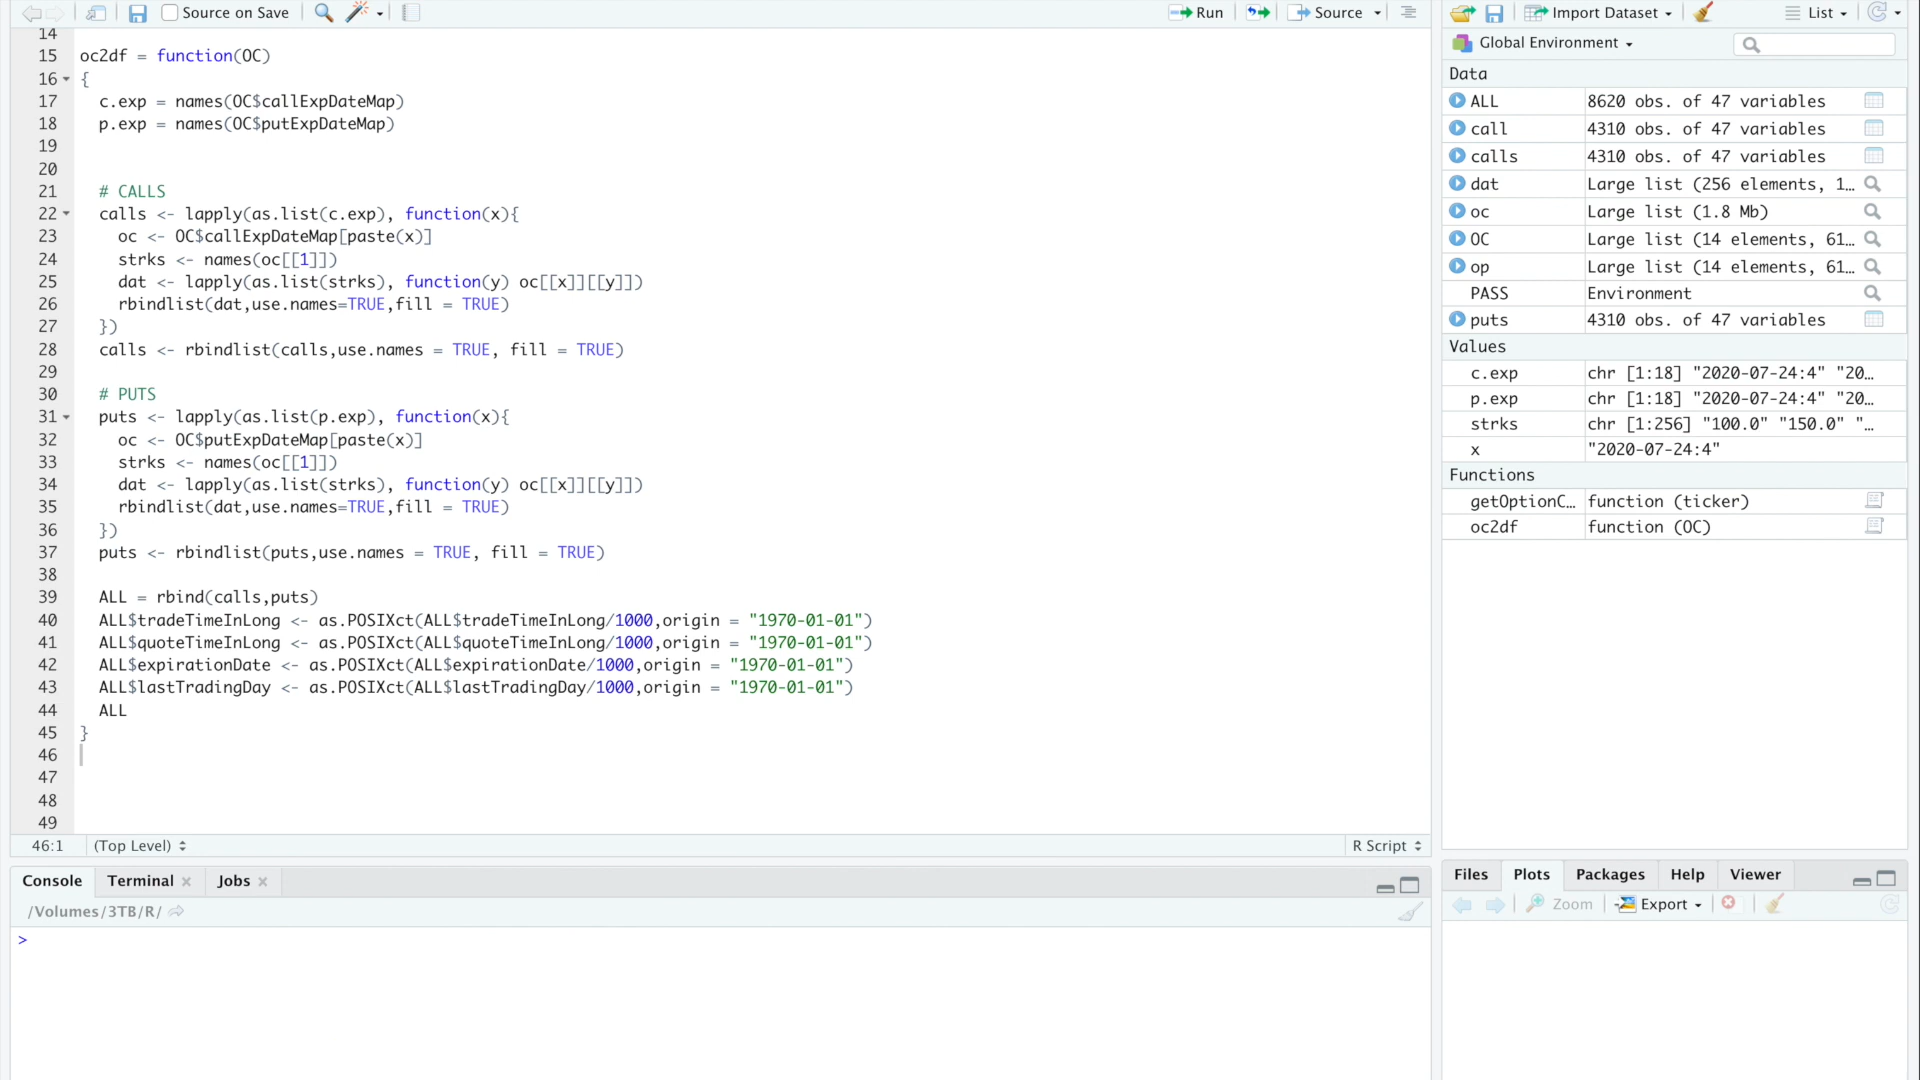 Source on Save
Run
Source
14
15 oc2df = function(OC)
16 {
17 c.exp = names(OC$callExpDateMap)
18 p.exp = names(OC$putExpDateMap)
19
20
21 # CALLS
22 calls <- lapply(as.list(c.exp), function(x){
23 oc <- OC$callExpDateMap[paste(x)]
24 strks <- names(oc[[1]])
25 dat <- lapply(as.list(strks), function(y) oc[[x]][[y]])
26 rbindlist(dat,use.names=TRUE,fill = TRUE)
27 })
28 calls <- rbindlist(calls,use.names = TRUE, fill = TRUE)
29
30 # PUTS
31 puts <- lapply(as.list(p.exp), function(x){
32 oc <- OC$putExpDateMap[paste(x)]
33 strks <- names(oc[[1]])
34 dat <- lapply(as.list(strks), function(y) oc[[x]][[y]])
35 rbindlist(dat,use.names=TRUE,fill = TRUE)
36 })
37 puts <- rbindlist(puts,use.names = TRUE, fill = TRUE)
38
39 ALL = rbind(calls,puts)
40 ALL$tradeTimeInLong <- as.POSIXct(ALL$tradeTimeInLong/1000,origin = "1970-01-01")
41 ALL$quoteTimeInLong <- as.POSIXct(ALL$quoteTimeInLong/1000,origin = "1970-01-01")
42 ALL$expirationDate <- as.POSIXct(ALL$expirationDate/1000,origin = "1970-01-01")
43 ALL$lastTradingDay <- as.POSIXct(ALL$lastTradingDay/1000,origin = "1970-01-01")
44 ALL
45 }
46
47
48
49
46:1 (Top Level) R Script
Console Terminal Jobs
/Volumes/3TB/R/
>
Import Dataset List
Global Environment
Data
ALL 8620 obs. of 47 variables
call 4310 obs. of 47 variables
calls 4310 obs. of 47 variables
dat Large list (256 elements, 1…
oc Large list (1.8 Mb)
OC Large list (14 elements, 61…
op Large list (14 elements, 61…
PASS Environment
puts 4310 obs. of 47 variables
Values
c.exp chr [1:18] "2020-07-24:4" "20…
p.exp chr [1:18] "2020-07-24:4" "20…
strks chr [1:256] "100.0" "150.0" "…
x "2020-07-24:4"
Functions
getOptionC… function (ticker)
oc2df function (OC)
Files Plots Packages Help Viewer
Zoom Export